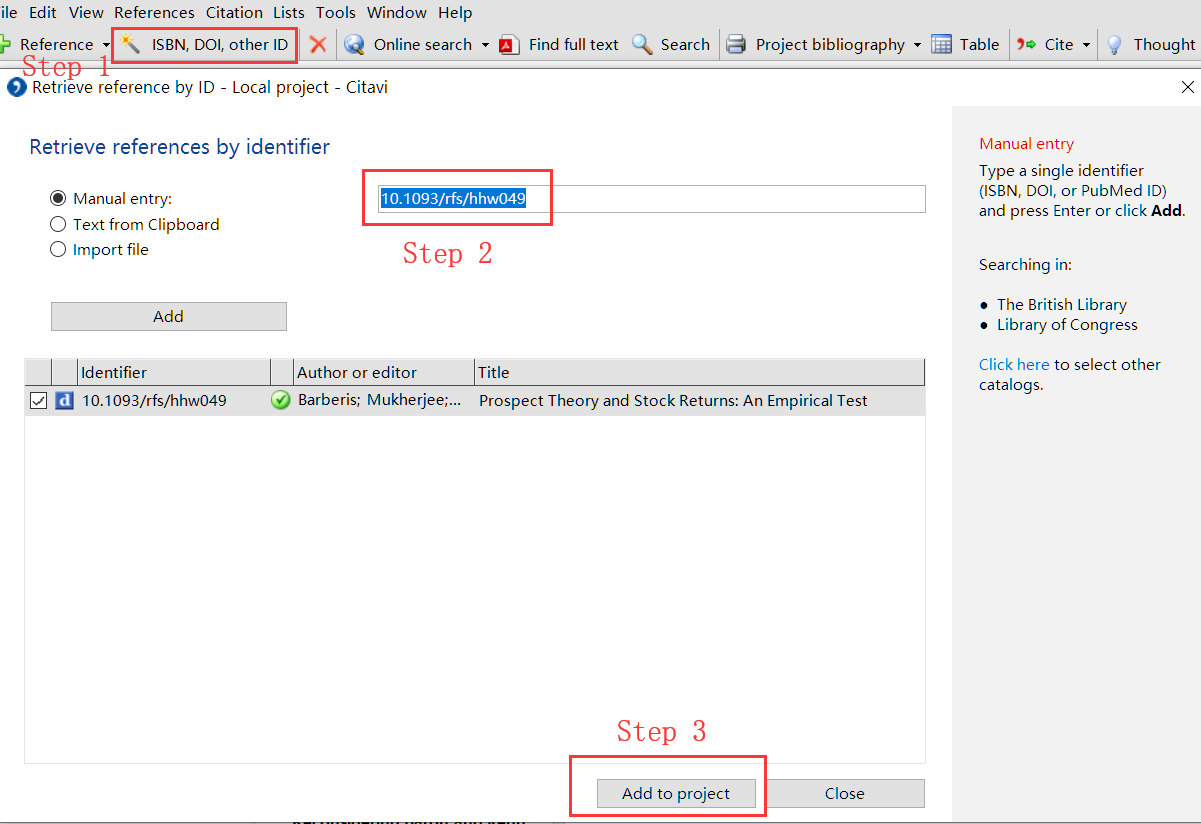 ile Edit View References Citation Lists Tools Window Help
Reference ISBN, DOI, other ID Online search Find full text Search Project bibliography Table Cite Thought
Step 1
Retrieve reference by ID - Local project - Citavi
Retrieve references by identifier
Manual entry:
10.1093/rfs/hhw049
Text from Clipboard
Import file
Step 2
Add
Identifier Author or editor Title
d 10.1093/rfs/hhw049 Barberis; Mukherjee;... Prospect Theory and Stock Returns: An Empirical Test
Step 3
Add to project Close
Manual entry
Type a single identifier
(ISBN, DOI, or PubMed ID)
and press Enter or click Add.
Searching in:
● The British Library
● Library of Congress
Click here to select other
catalogs.